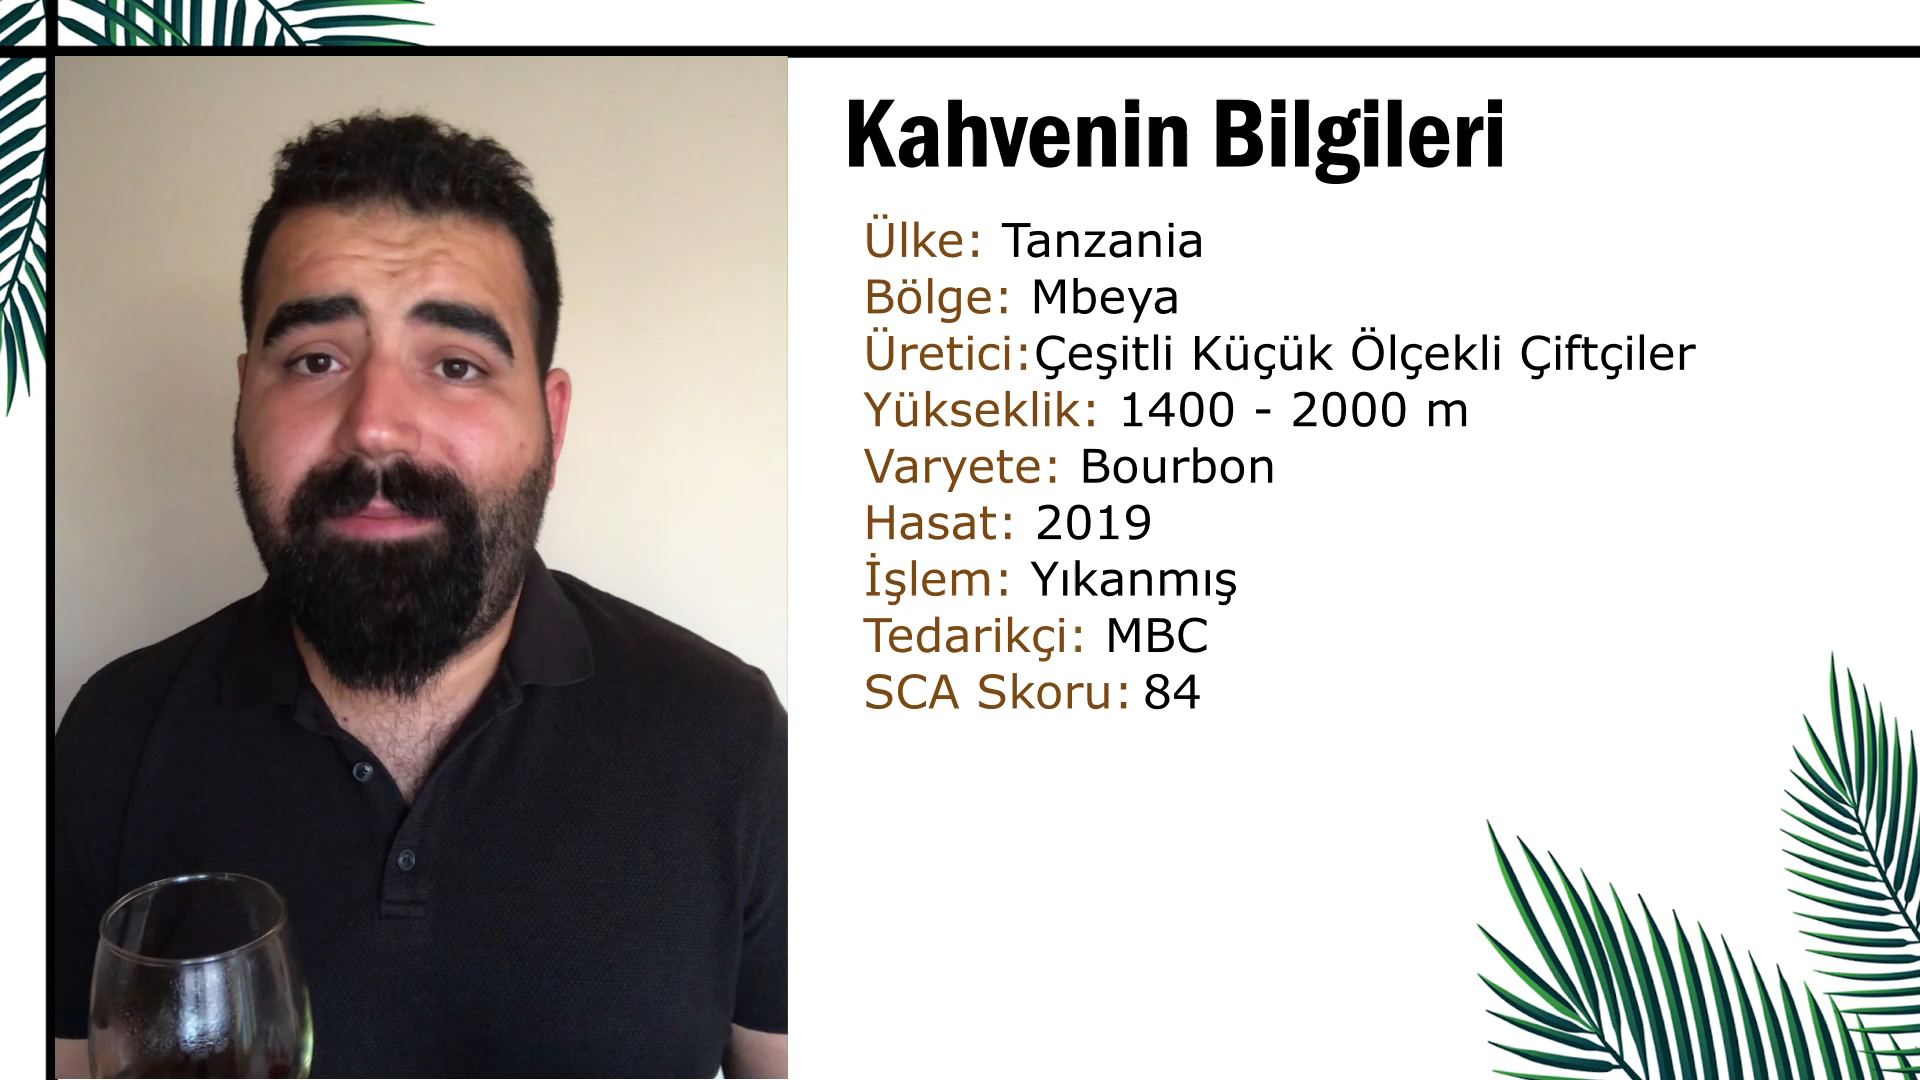 Kahvenin Bilgileri
Ülke: Tanzania
Bölge: Mbeya
Üretici:Çeşitli Küçük Ölçekli Çiftçiler
Yükseklik: 1400 - 2000 m
Varyete: Bourbon
Hasat: 2019
İşlem: Yıkanmış
Tedarikçi: MBC
SCA Skoru: 84